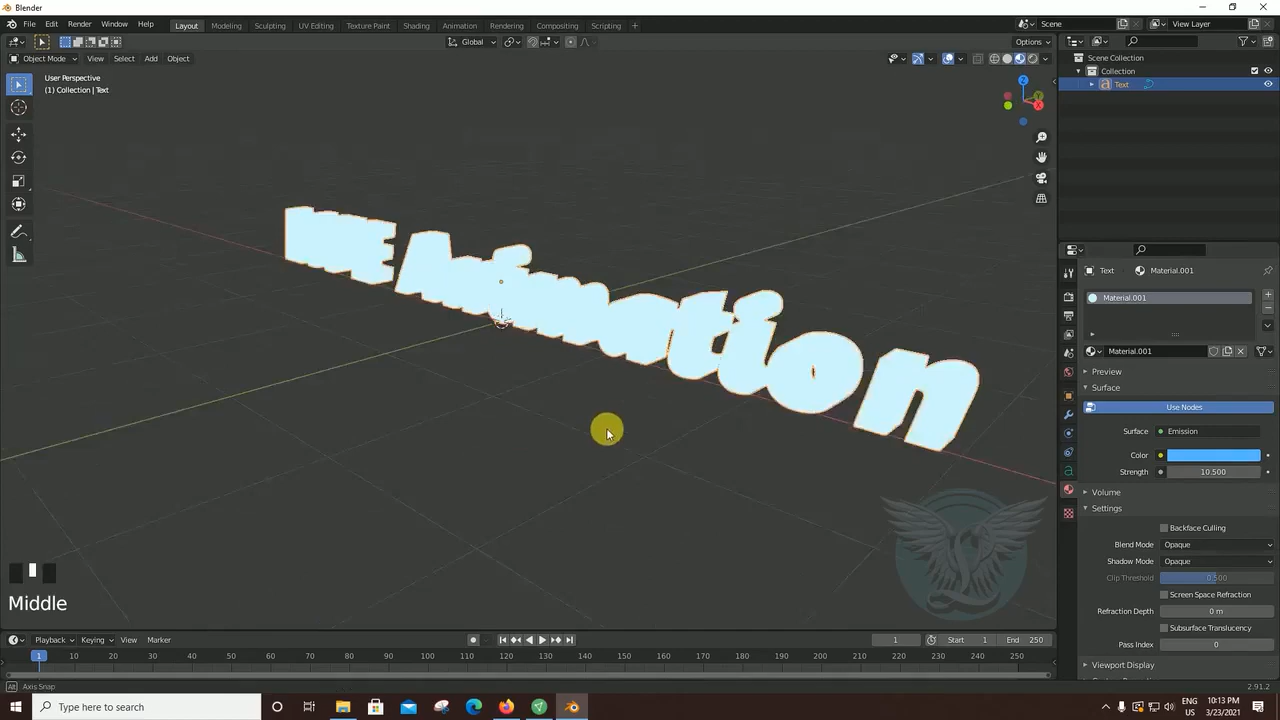 Blender
File Edit Render Window Help Layout Modeling Sculpting UV Editing Texture Paint Shading Animation Rendering Compositing Scripting + Scene View Layer
Global Options
Object Mode View Select Add Object
User Perspective
(1) Collection | Text
Scene Collection
Collection
Text
Z
Y
X
Animation
Text Material.001
Material.001
Material.001
Preview
Surface
Use Nodes
Surface Emission
Color
Strength 10.500
Volume
Settings
Backface Culling
Blend Mode Opaque
Shadow Mode Opaque
Clip Threshold 0.500
Screen Space Refraction
Refraction Depth 0 m
Subsurface Translucency
Pass Index 0
Viewport Display
Middle
Playback Keying View Marker 1 Start 1 End 250
1 10 20 30 40 50 60 70 80 90 100 110 120 130 140 150 160 170 180 190 200 210 220 230 240 250
Axis Snap 2.91.2
Type here to search
ENG 10:13 PM
US 3/23/2021